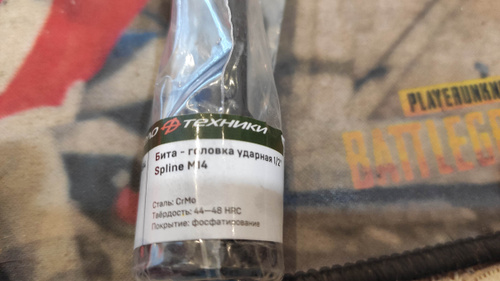 ТЕХНИКИ
Бита - головка ударная 1/2"
Spline M14
Сталь: CrMo
Твёрдость: 44—48 HRC
Покрытие: фосфатирование
PLAYERUNKN
BATTLEG